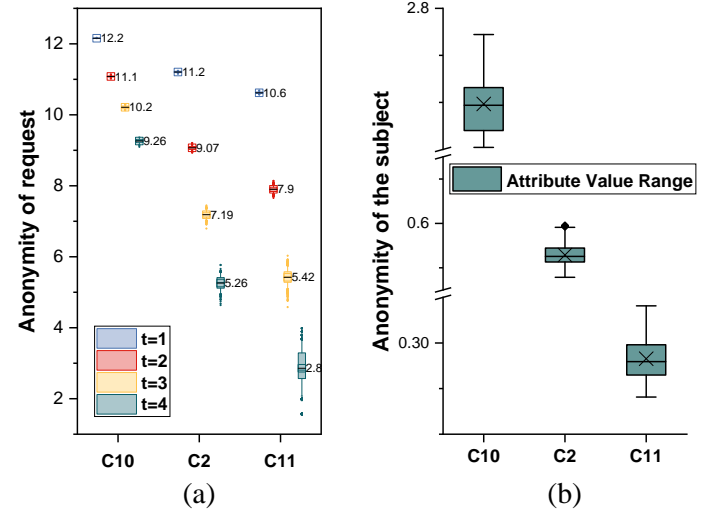 Anonymity of request
12
10
8
6
4
2
12.2
11.1
10.2
9.26
11.2
9.07
7.19
5.26
10.6
7.9
5.42
2.8
t=1
t=2
t=3
t=4
C10
C2
C11
(a)
Anonymity of the subject
2.8
0.6
0.30
Attribute Value Range
C10
C2
C11
(b)